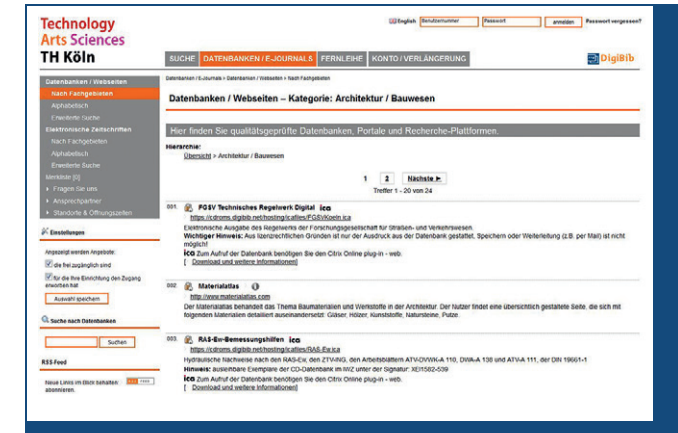 Technology
Arts Sciences
TH Köln
English Benutzernummer Passwort anmelden Passwort vergessen?
SUCHE DATENBANKEN / E-JOURNALS FERNLEIHE KONTO / VERLÄNGERUNG
DigiBib
Datenbanken / E-Journals > Datenbanken / Webseiten > Nach Fachgebieten
Datenbanken / Webseiten
Nach Fachgebieten
Alphabetisch
Erweiterte Suche
Elektronische Zeitschriften
Nach Fachgebieten
Alphabetisch
Erweiterte Suche
Merkliste [0]
Fragen Sie uns
Ansprechpartner
Standorte & Öffnungszeiten
Einstellungen
Angezeigt werden Angebote:
die frei zugänglich sind
für die Ihre Einrichtung den Zugang
erworben hat
Auswahl speichern
Suche nach Datenbanken
Suchen
RSS-Feed
Neue Links im Blick behalten:
abonnieren.
Datenbanken / Webseiten – Kategorie: Architektur / Bauwesen
Hier finden Sie qualitätsgeprüfte Datenbanken, Portale und Recherche-Plattformen.
Hierarchie:
Übersicht > Architektur / Bauwesen
1 2 Nächste ►
Treffer 1 - 20 von 24
001. FGSV Technisches Regelwerk Digital ica
https://cdroms.digibib.net/hosting/icafiles/FGSVKoeln.ica
Elektronische Ausgabe des Regelwerks der Forschungsgesellschaft für Straßen- und Verkehrswesen.
Wichtiger Hinweis: Aus lizenzrechtlichen Gründen ist nur der Ausdruck aus der Datenbank gestattet, Speichern oder Weiterleitung (z.B. per Mail) ist nicht
möglich!
ica Zum Aufruf der Datenbank benötigen Sie den Citrix Online plug-in - web.
[ Download und weitere Informationen]
002. Materialatlas
http://www.materialatlas.com
Der Materialatlas behandelt das Thema Baumaterialien und Werkstoffe in der Architektur. Der Nutzer findet eine übersichtlich gestaltete Seite, die sich mit
folgenden Materialien detailliert auseinandersetzt: Gläser, Hölzer, Kunststoffe, Natursteine, Putze.
003. RAS-Ew-Bemessungshilfen ica
https://cdroms.digibib.net/hosting/icafiles/RAS-Ew.ica
Hydraulische Nachweise nach den RAS-Ew, den ZTV-ING, den Arbeitsblättern ATV-DVWK-A 110, DWA-A 138 und ATV-A 111, der DIN 19661-1
Hinweis: ausleihbare Exemplare der CD-Datenbank im IWZ unter der Signatur: XEI1582-539
ica Zum Aufruf der Datenbank benötigen Sie den Citrix Online plug-in - web.
[ Download und weitere Informationen]